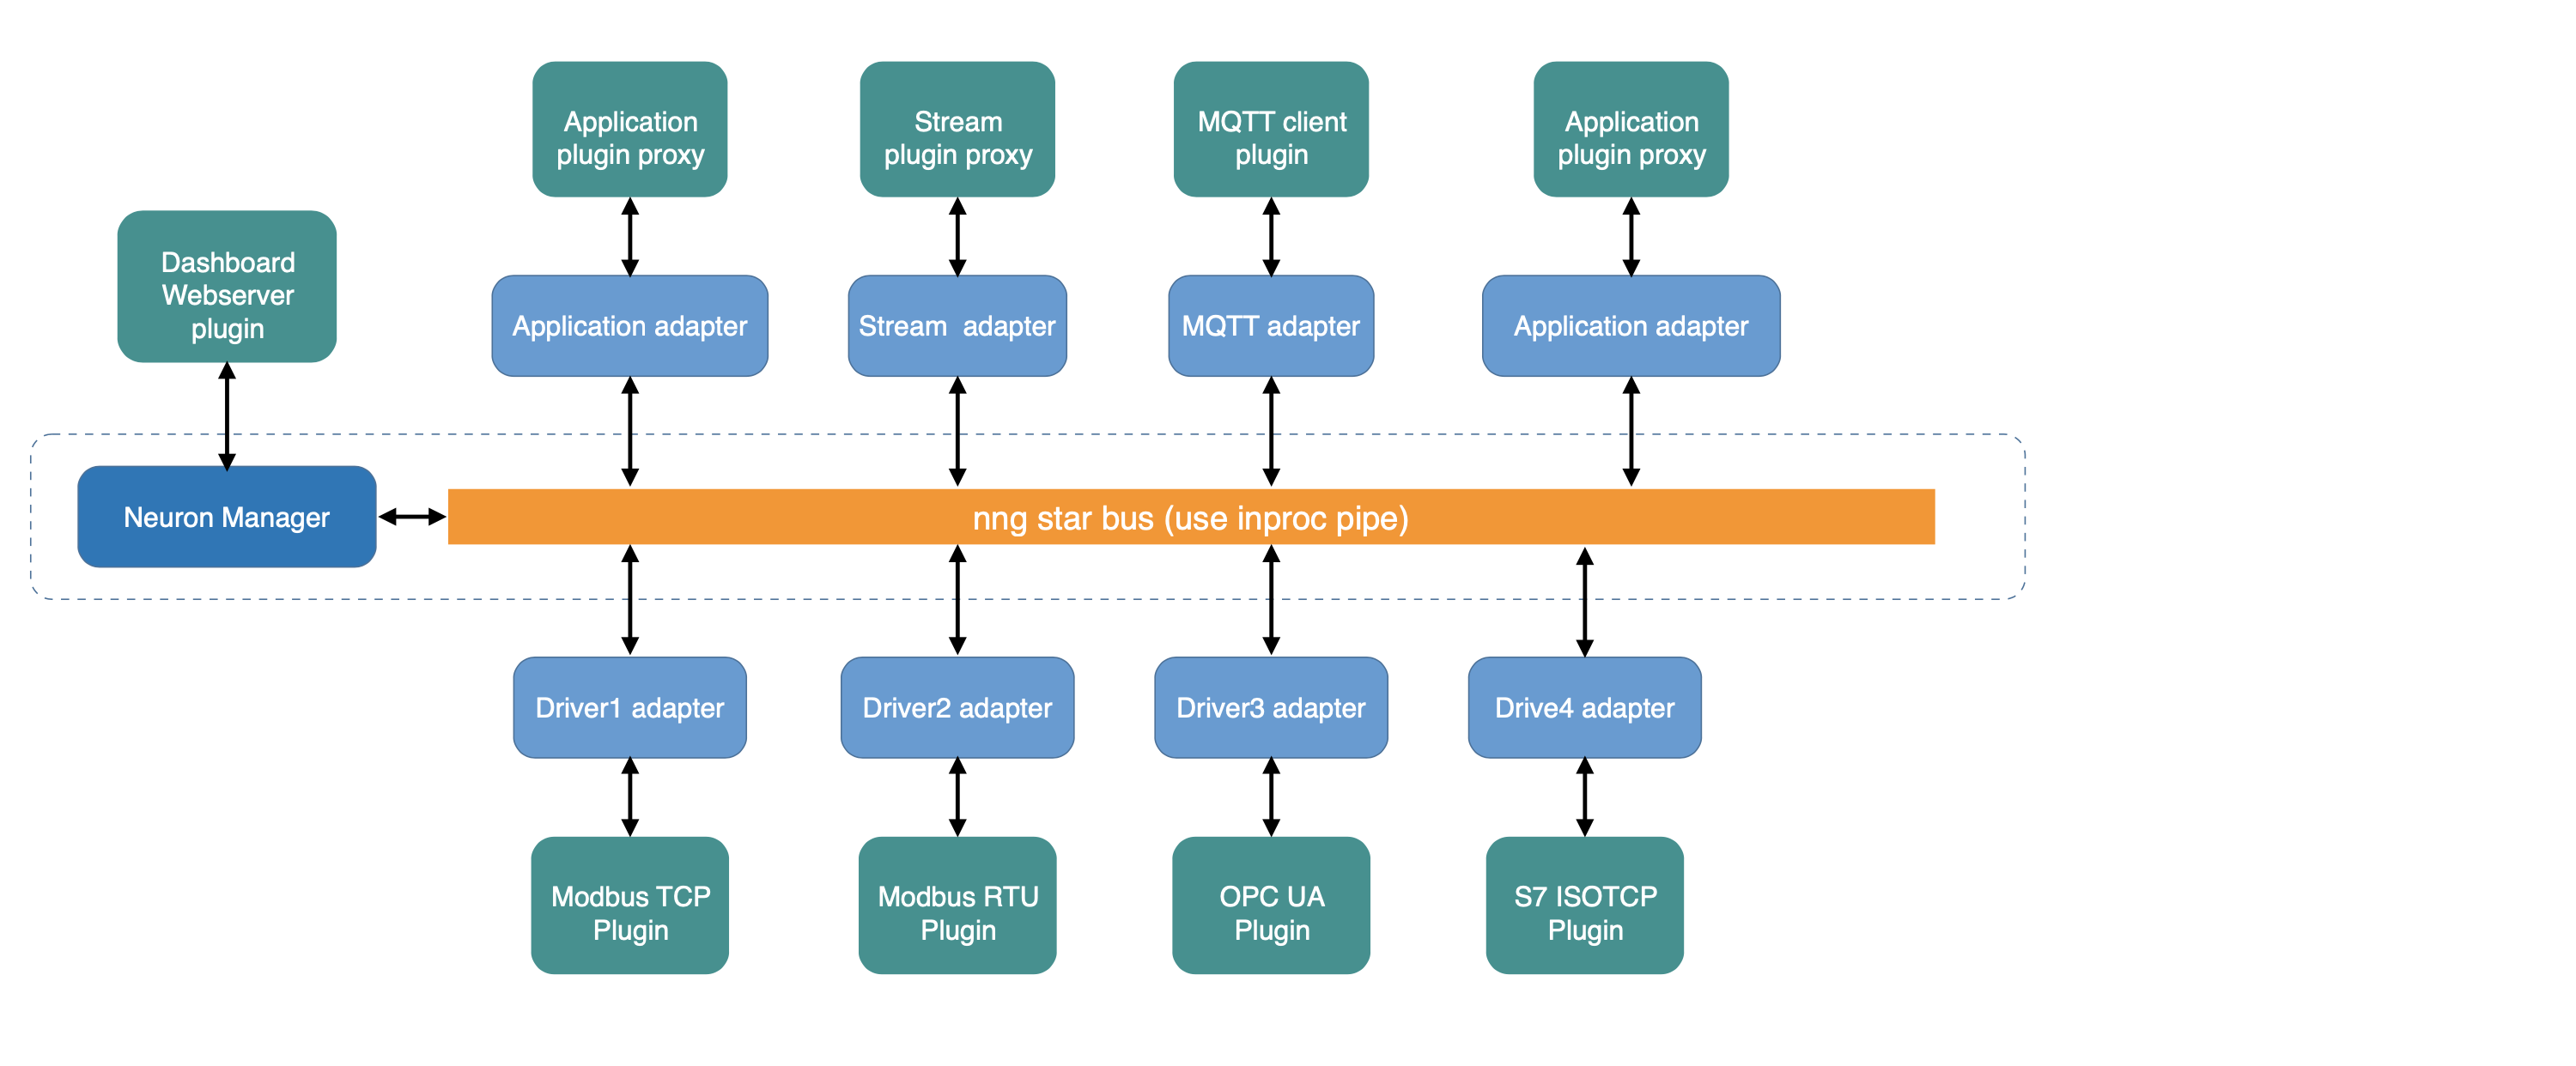 Application
plugin proxy
Stream
plugin proxy
MQTT client
plugin
Application
plugin proxy
Dashboard
Webserver
plugin
Application adapter
Stream  adapter
MQTT adapter
Application adapter
Neuron Manager
nng star bus (use inproc pipe)
Driver1 adapter
Driver2 adapter
Driver3 adapter
Drive4 adapter
Modbus TCP
Plugin
Modbus RTU
Plugin
OPC UA
Plugin
S7 ISOTCP
Plugin